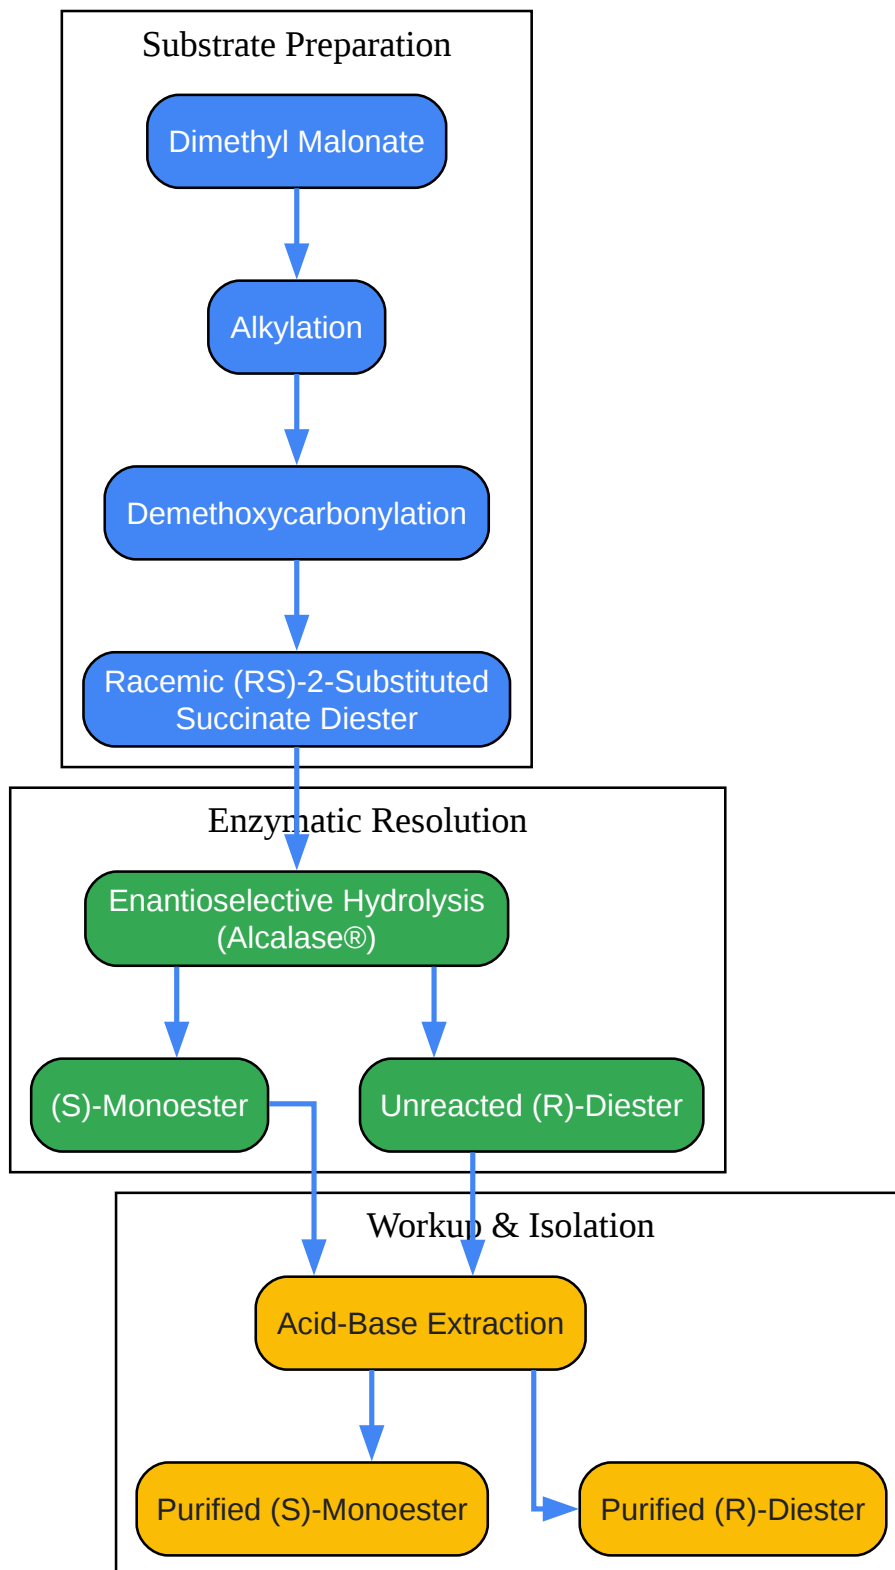 Substrate Preparation
Dimethyl Malonate
Alkylation
Demethoxycarbonylation
Racemic (RS)-2-Substituted
Succinate Diester
Enzymatic Resolution
Enantioselective Hydrolysis
(Alcalase®)
(S)-Monoester
Unreacted (R)-Diester
Workup & Isolation
Acid-Base Extraction
Purified (S)-Monoester
Purified (R)-Diester